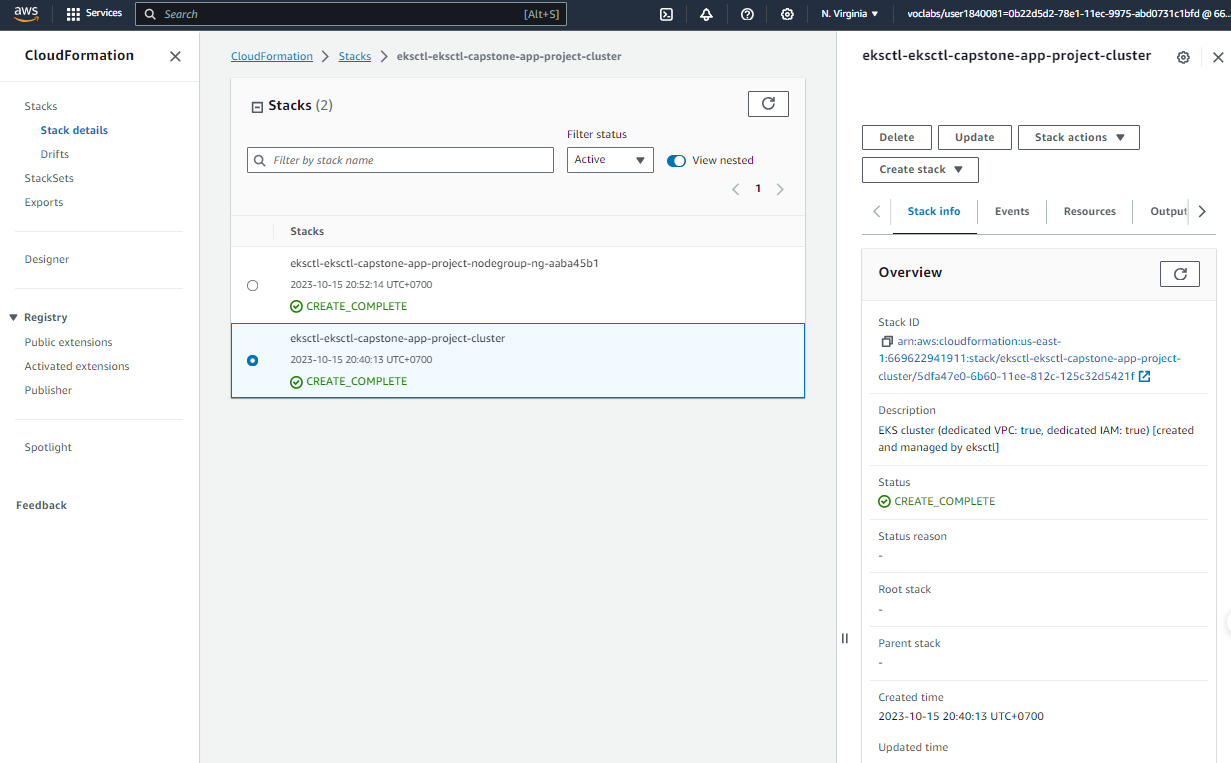 aws
Services
Search
[Alt+S]
N. Virginia
voclabs/user1840081=0b22d5d2-78e1-11ec-9975-abd0731c1bfd @ 66...
CloudFormation
Stacks
Stack details
Drifts
StackSets
Exports
Designer
Registry
Public extensions
Activated extensions
Publisher
Spotlight
Feedback
CloudFormation
Stacks
eksctl-eksctl-capstone-app-project-cluster
Stacks (2)
Filter status
Filter by stack name
Active
View nested
1
Stacks
eksctl-eksctl-capstone-app-project-nodegroup-ng-aaba45b1
2023-10-15 20:52:14 UTC+0700
CREATE_COMPLETE
eksctl-eksctl-capstone-app-project-cluster
2023-10-15 20:40:13 UTC+0700
CREATE_COMPLETE
eksctl-eksctl-capstone-app-project-cluster
Delete
Update
Stack actions
Create stack
Stack info
Events
Resources
Output
Overview
Stack ID
arn:aws:cloudformation:us-east-
1:669622941911:stack/eksctl-eksctl-capstone-app-project-
cluster/5dfa47e0-6b60-11ee-812c-125c32d5421f
Description
EKS cluster (dedicated VPC: true, dedicated IAM: true) [created
and managed by eksctl]
Status
CREATE_COMPLETE
Status reason
-
Root stack
-
Parent stack
-
Created time
2023-10-15 20:40:13 UTC+0700
Updated time